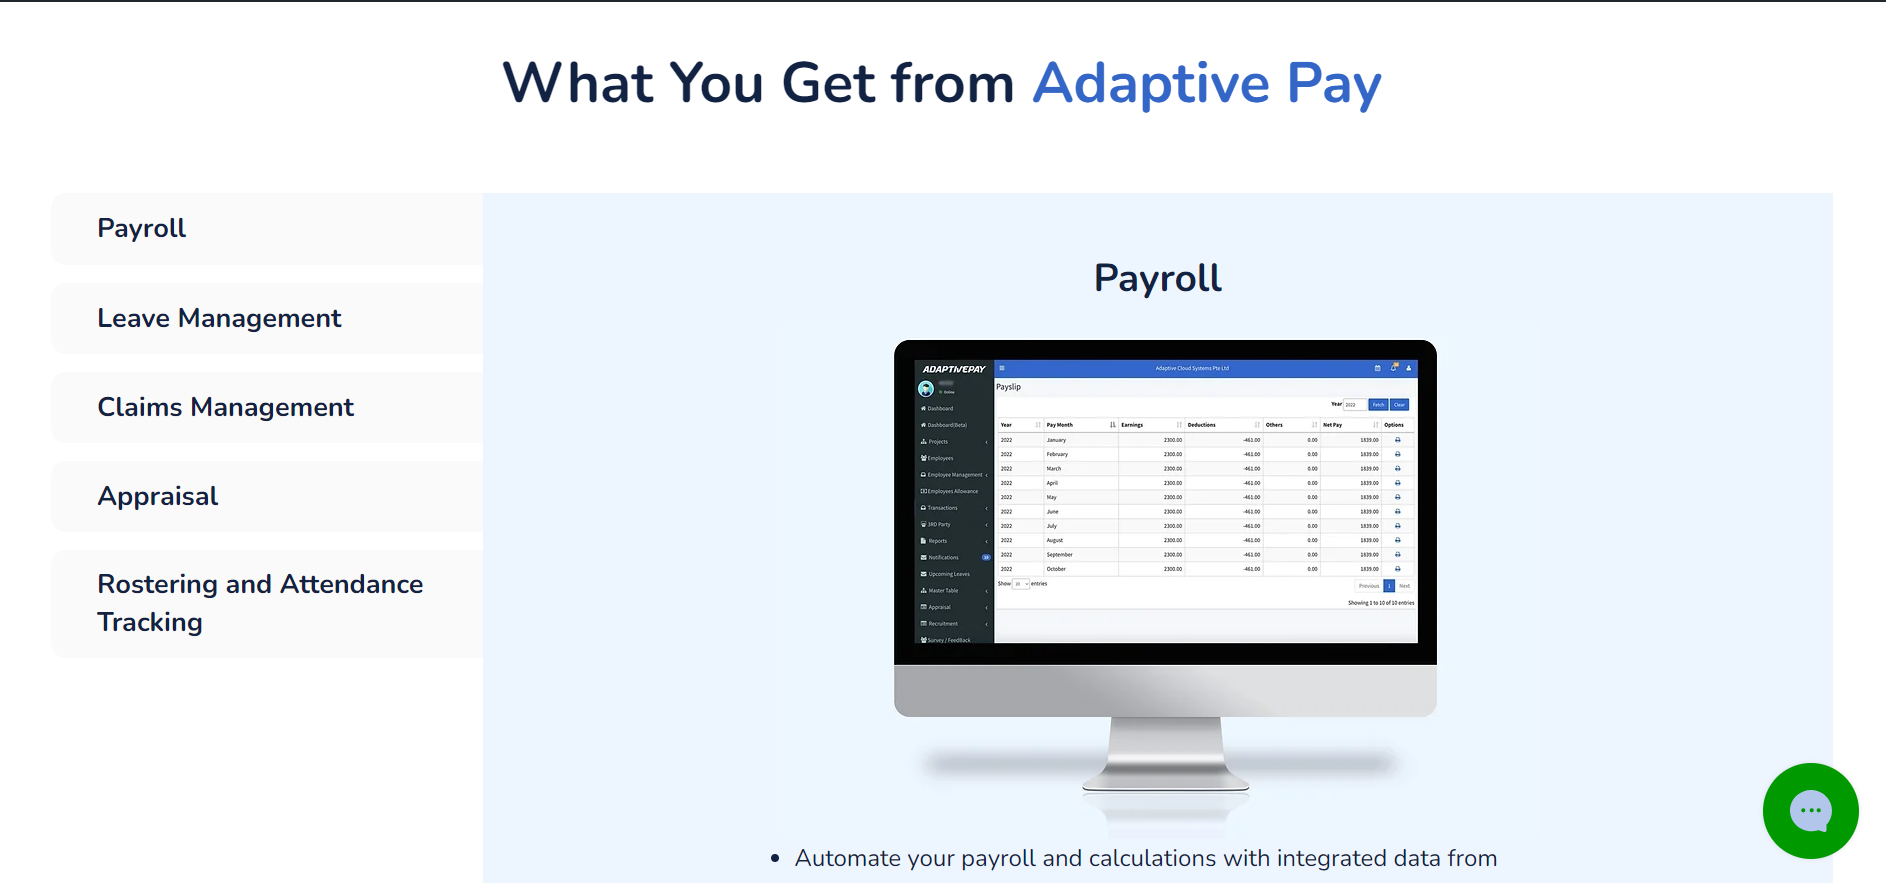 What You Get from Adaptive Pay
Payroll
Leave Management
Claims Management
Appraisal
Rostering and Attendance
Tracking
Payroll
ADAPTIVEPAY
Adaptive Cloud Systems Pte Ltd
Online
Dashboard
Dashboard(Beta)
Projects
Employees
Employee Management
Employees Allowance
Transactions
3RD Party
Reports
Notifications
Upcoming Leaves
Master Table
Appraisal
Recruitment
Survey / FeedBack
Payslip
Year 2022 Fetch Clear
Year Pay Month Earnings Deductions Others Net Pay Options
2022 January 2300.00 -461.00 0.00 1839.00
2022 February 2300.00 -461.00 0.00 1839.00
2022 March 2300.00 -461.00 0.00 1839.00
2022 April 2300.00 -461.00 0.00 1839.00
2022 May 2300.00 -461.00 0.00 1839.00
2022 June 2300.00 -461.00 0.00 1839.00
2022 July 2300.00 -461.00 0.00 1839.00
2022 August 2300.00 -461.00 0.00 1839.00
2022 September 2300.00 -461.00 0.00 1839.00
2022 October 2300.00 -461.00 0.00 1839.00
Show entries
Previous 1 Next
Showing 1 to 10 of 10 entries
• Automate your payroll and calculations with integrated data from